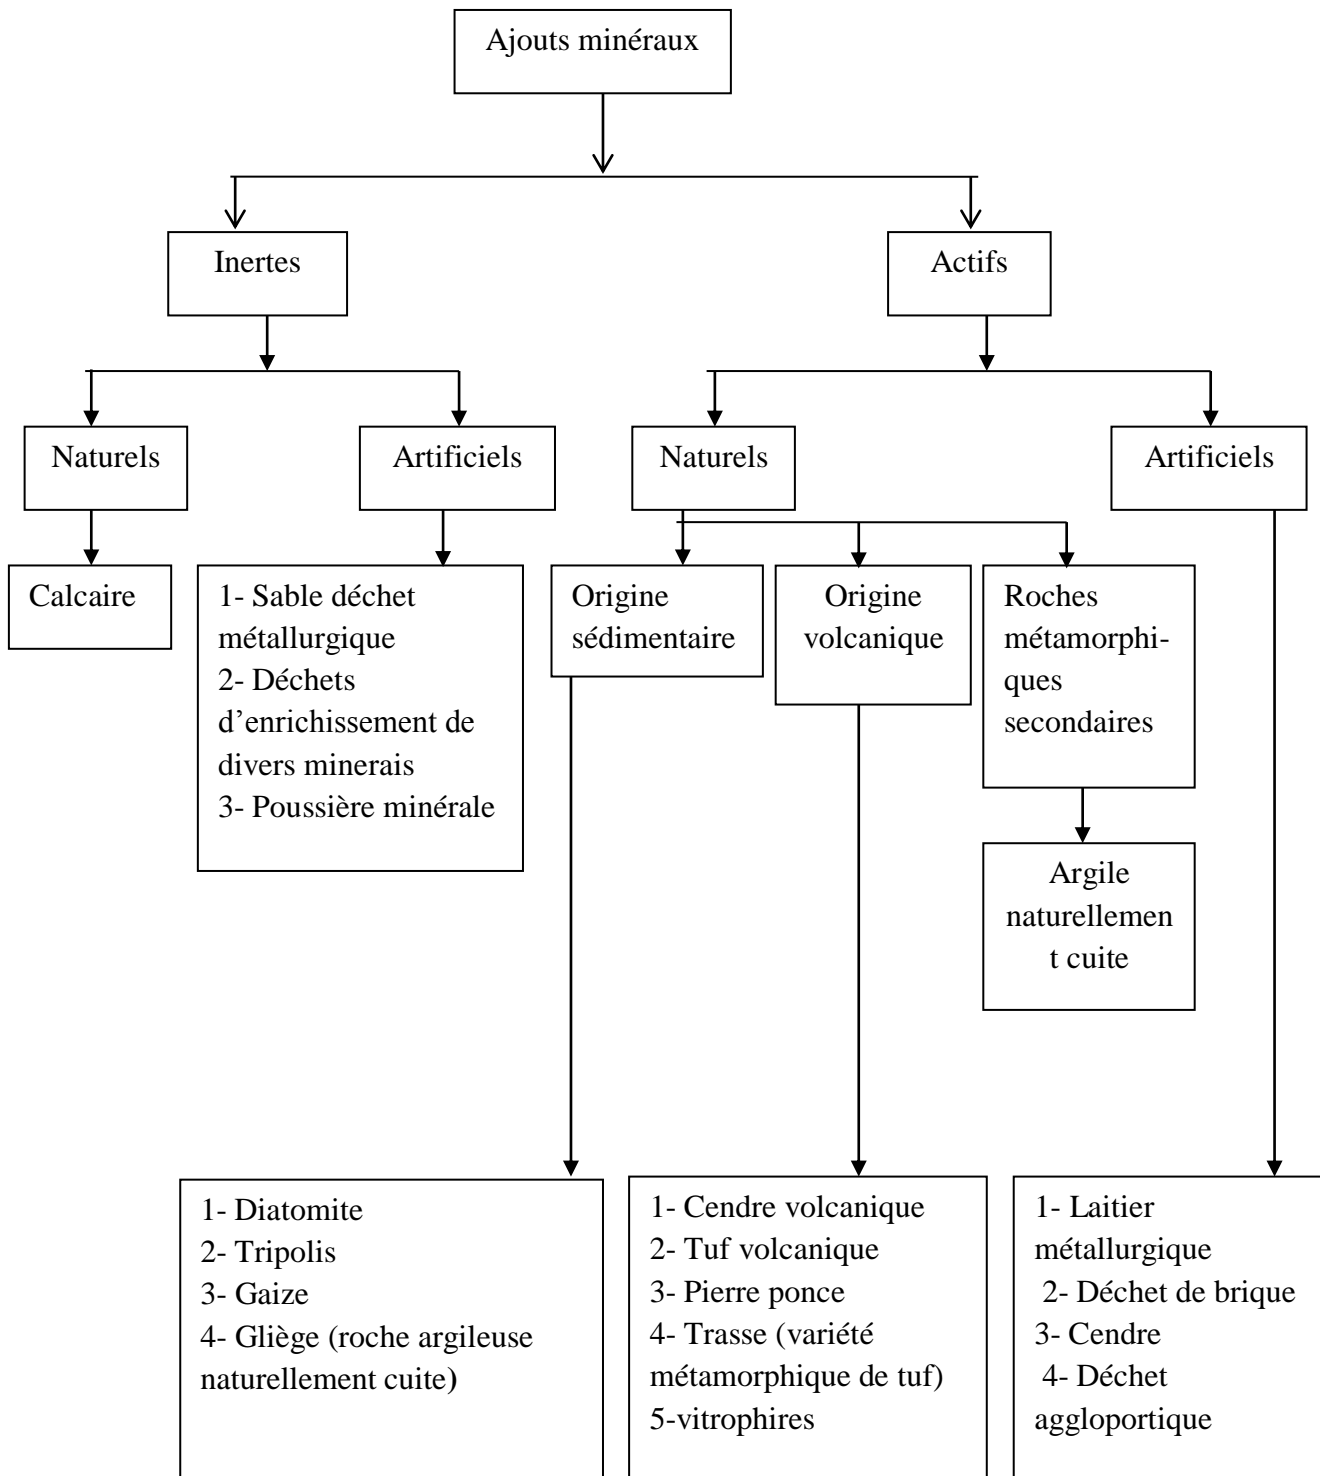 Ajouts minéraux
Inertes
Actifs
Naturels
Artificiels
Naturels
Artificiels
Calcaire
1- Sable déchet
métallurgique
2- Déchets
d’enrichissement de
divers minerais
3- Poussière minérale
Origine
sédimentaire
Origine
volcanique
Roches
métamorphi-
ques
secondaires
Argile
naturellemen
t cuite
1- Diatomite
2- Tripolis
3- Gaize
4- Gliège (roche argileuse
naturellement cuite)
1- Cendre volcanique
2- Tuf volcanique
3- Pierre ponce
4- Trasse (variété
métamorphique de tuf)
5-vitrophires
1- Laitier
métallurgique
2- Déchet de brique
3- Cendre
4- Déchet
aggloportique